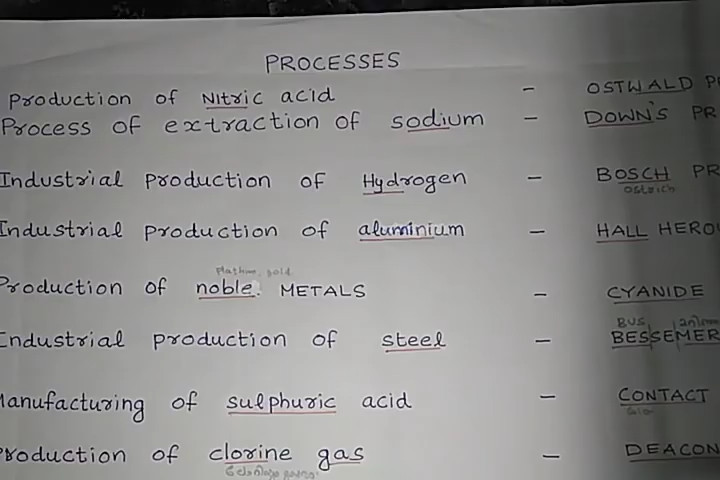 PROCESSES
Production of Nitric acid - OSTWALD
Process of extraction of sodium - DOWN'S PR
Industrial production of Hydrogen - BOSCH PR
ostrich
Industrial production of aluminium - HALL HERO
gold
Production of noble METALS - CYANIDE
BUS
Industrial production of steel - BESSEMER
Manufacturing of sulphuric acid - CONTACT
Production of clorine gas - DEACON